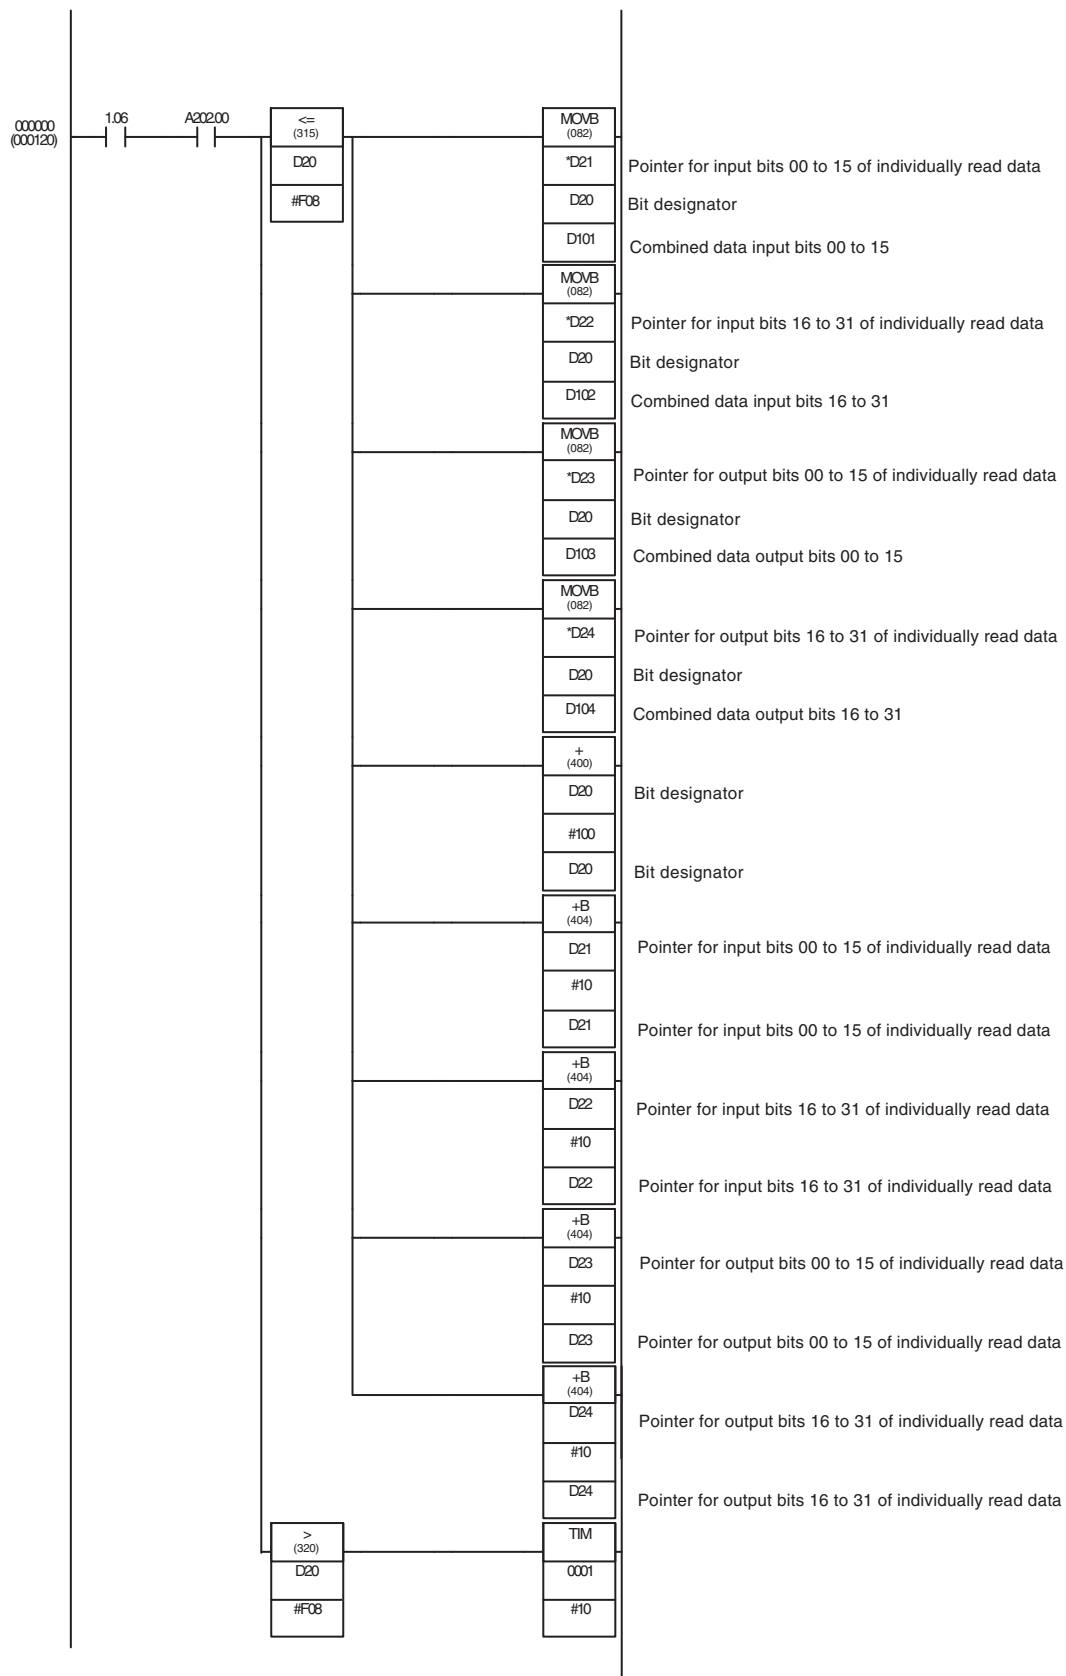 000000
(000120)
1.06
A202.00
<=
(315)
D20
#F08
MOVB
(082)
*D21 Pointer for input bits 00 to 15 of individually read data
D20 Bit designator
D101 Combined data input bits 00 to 15
MOVB
(082)
*D22 Pointer for input bits 16 to 31 of individually read data
D20 Bit designator
D102 Combined data input bits 16 to 31
MOVB
(082)
*D23 Pointer for output bits 00 to 15 of individually read data
D20 Bit designator
D103 Combined data output bits 00 to 15
MOVB
(082)
*D24 Pointer for output bits 16 to 31 of individually read data
D20 Bit designator
D104 Combined data output bits 16 to 31
+
(400)
D20 Bit designator
#100
D20 Bit designator
+B
(404)
D21 Pointer for input bits 00 to 15 of individually read data
#10
D21 Pointer for input bits 00 to 15 of individually read data
+B
(404)
D22 Pointer for input bits 16 to 31 of individually read data
#10
D22 Pointer for input bits 16 to 31 of individually read data
+B
(404)
D23 Pointer for output bits 00 to 15 of individually read data
#10
D23 Pointer for output bits 00 to 15 of individually read data
+B
(404)
D24 Pointer for output bits 16 to 31 of individually read data
#10
D24 Pointer for output bits 16 to 31 of individually read data
>
(320)
D20
#F08
TIM
0001
#10